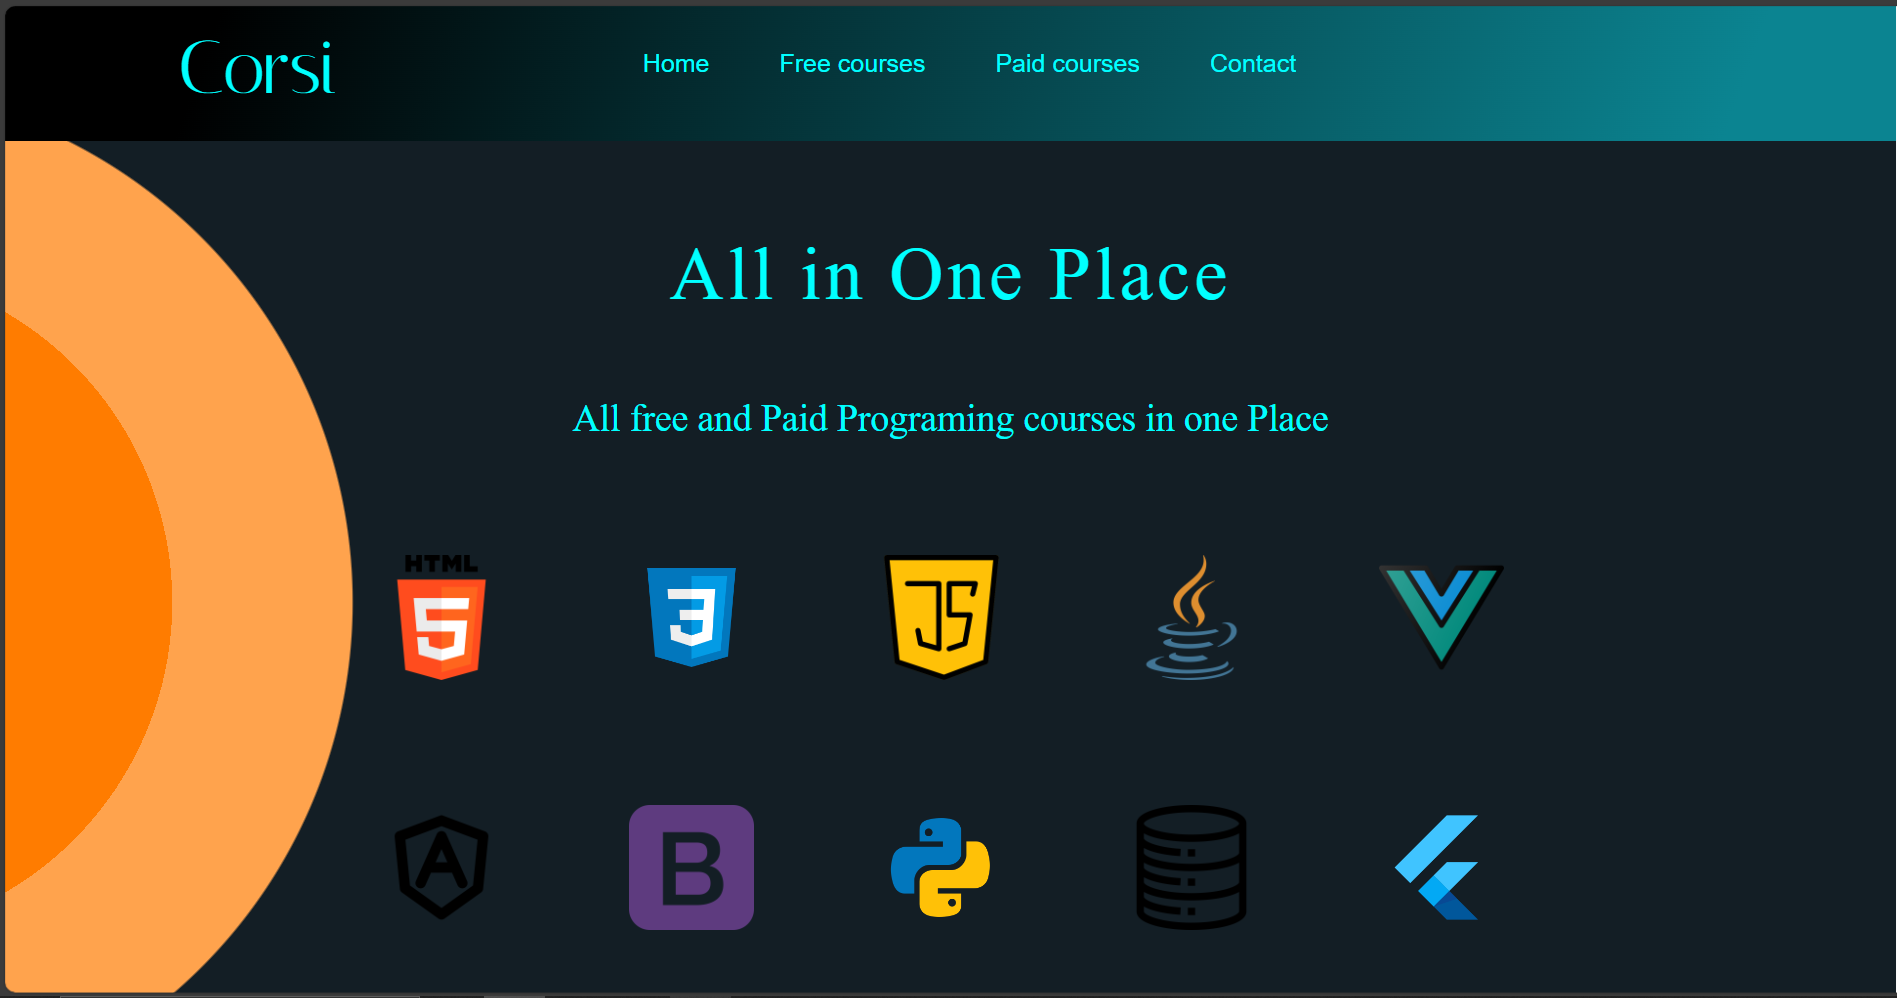 Corsi
Home Free courses Paid courses Contact
All in One Place
All free and Paid Programing courses in one Place
HTML
5 3 JS
A B